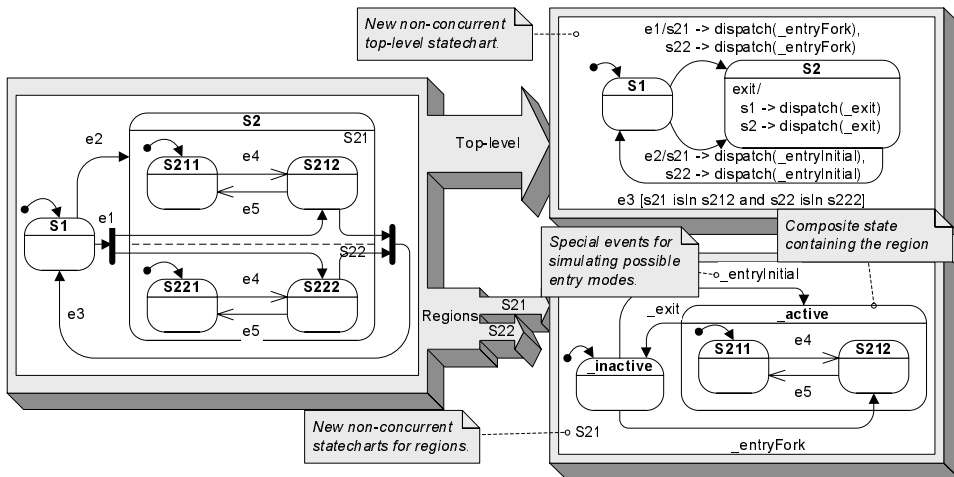 New non-concurrent
top-level statechart.
e1/s21 -> dispatch(_entryFork),
s22 -> dispatch(_entryFork)
S1
S2
exit/
s1 -> dispatch(_exit)
s2 -> dispatch(_exit)
e2/s21 -> dispatch(_entryInitial),
s22 -> dispatch(_entryInitial)
e3 [s21 isIn s212 and s22 isIn s222]
Top-level
S2
S21
e2
S211
e4
S212
e5
S1
e1
S22
S221
e4
S222
e5
e3
Regions
S21
S22
Special events for
simulating possible
entry modes.
Composite state
containing the region
_entryInitial
_exit
_active
S211
e4
S212
e5
_inactive
S21
_entryFork
New non-concurrent
statecharts for regions.